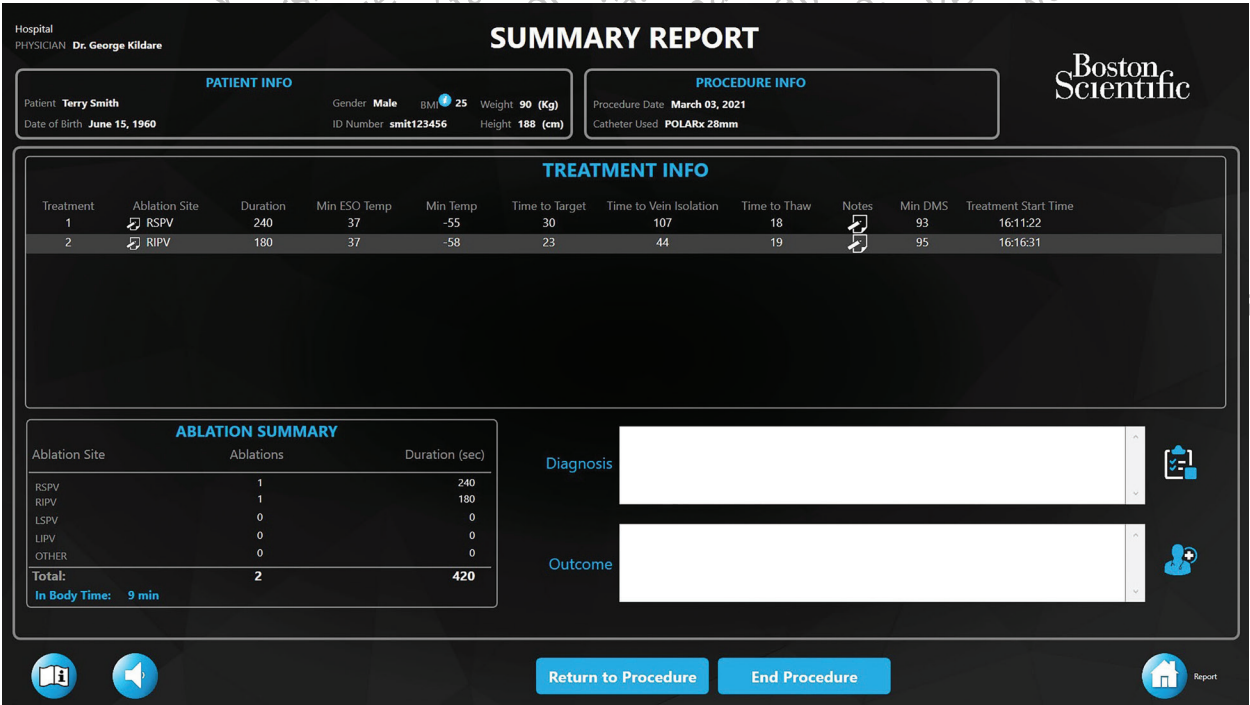 Hospital
PHYSICIAN Dr. George Kildare
SUMMARY REPORT
Boston
Scientific
PATIENT INFO
Patient Terry Smith Gender Male BMI i 25 Weight 90 (Kg)
Date of Birth June 15, 1960 ID Number smit123456 Height 188 (cm)
PROCEDURE INFO
Procedure Date March 03, 2021
Catheter Used POLARx 28mm
TREATMENT INFO
Treatment Ablation Site Duration Min ESO Temp Min Temp Time to Target Time to Vein Isolation Time to Thaw Notes Min DMS Treatment Start Time
1 RSPV 240 37 -55 30 107 18 93 16:11:22
2 RIPV 180 37 -58 23 44 19 95 16:16:31
ABLATION SUMMARY
Ablation Site Ablations Duration (sec)
RSPV 1 240
RIPV 1 180
LSPV 0 0
LIPV 0 0
OTHER 0 0
Total: 2 420
In Body Time: 9 min
Diagnosis
Outcome
Return to Procedure
End Procedure
Report